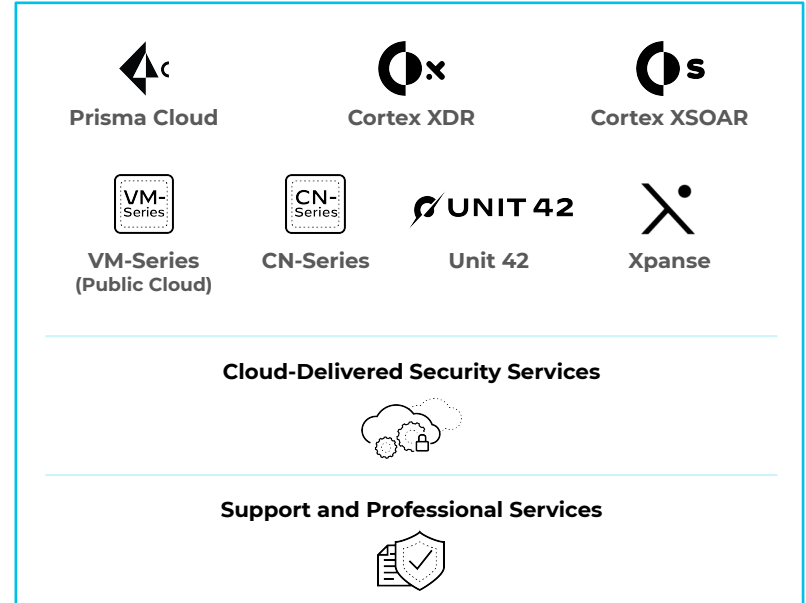 C
X
S
Prisma Cloud
Cortex XDR
Cortex XSOAR
VM-
Series
CN-
Series
UNIT 42
VM-Series
(Public Cloud)
CN-Series
Unit 42
Xpanse
Cloud-Delivered Security Services
Support and Professional Services